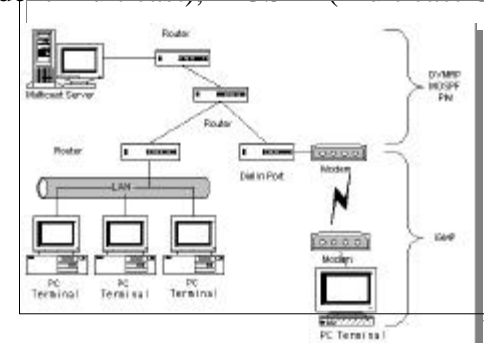 Router
Multicast Server
DVMRP
MOSPF
PIM
Router
Router
Dial in Port
Modem
LAN
IGMP
Modem
PC
Terminal
PC
Terminal
PC
Terminal
PC Terminal